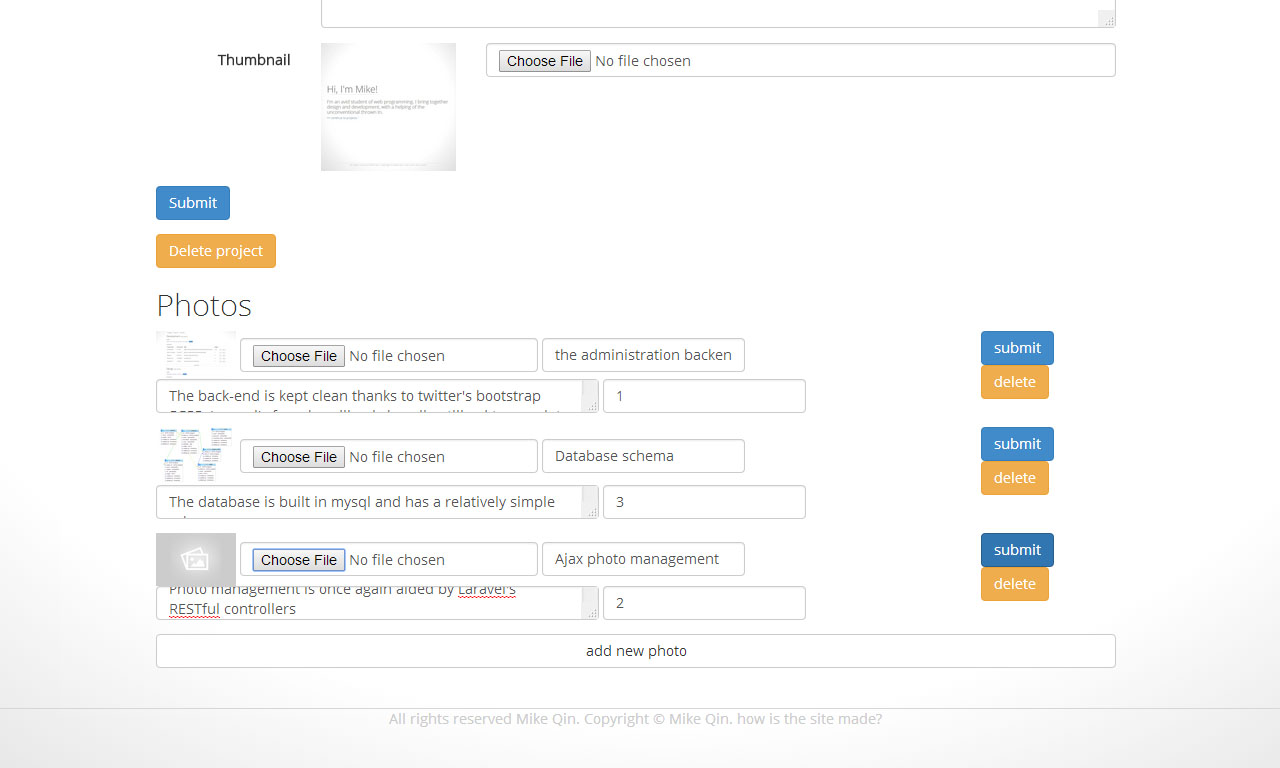 Thumbnail
Hi, I'm Mike!
I'm an avid student of web programming. I bring together
design and development, with a helping of the
unconventional thrown in.
Choose File No file chosen
Submit
Delete project
Photos
Choose File No file chosen
the administration backen
submit
delete
The back-end is kept clean thanks to twitter's bootstrap
1
Choose File No file chosen
Database schema
submit
delete
The database is built in mysql and has a relatively simple
3
Choose File No file chosen
Ajax photo management
submit
delete
Photo management is once again aided by Laravel's
RESTful controllers
2
add new photo
All rights reserved Mike Qin. Copyright © Mike Qin. how is the site made?